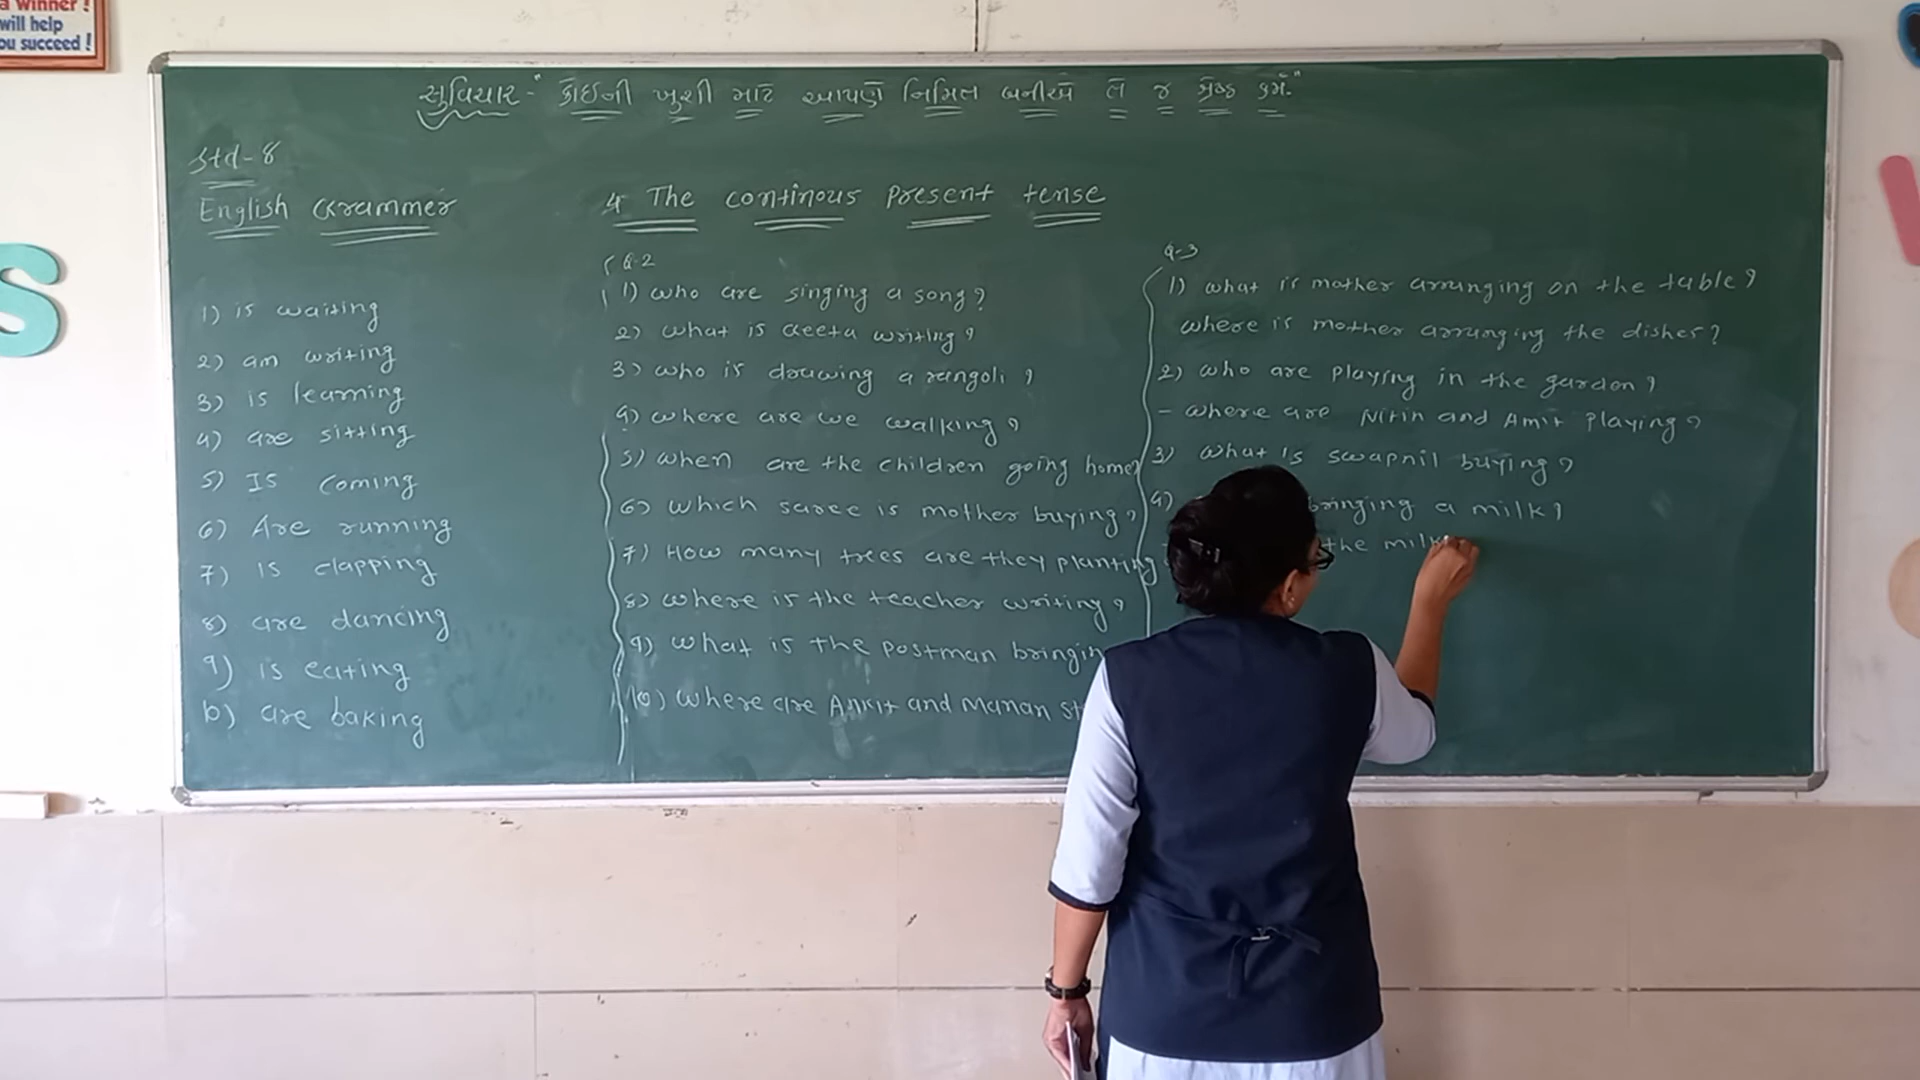 a winner !
will help
ou succeed !
સુવિચાર - "કોઇની ખુશી માટે આપણે નિમિત બનીએ તે જ શ્રેષ્ઠ કર્મ."
Std-8
English Grammer
4 The continous present tense
1) is waiting
2) am writing
3) is learning
4) are sitting
5) Is coming
6) Are running
7) is clapping
8) are dancing
9) is eating
10) are baking
Q-2
1) who are singing a song?
2) what is Geeta writing?
3) who is drawing a rangoli?
4) where are we walking?
5) when are the children going home?
6) which saree is mother buying?
7) How many trees are they planting
8) where is the teacher writing?
9) what is the postman bringin
10) where are Ankit and Manan st
Q-3
1) what is mother arranging on the table?
where is mother arranging the dishes?
2) who are playing in the garden?
- where are Nitin and Amit playing?
3) what is swapnil buying?
4) bringing a milk?
the milk